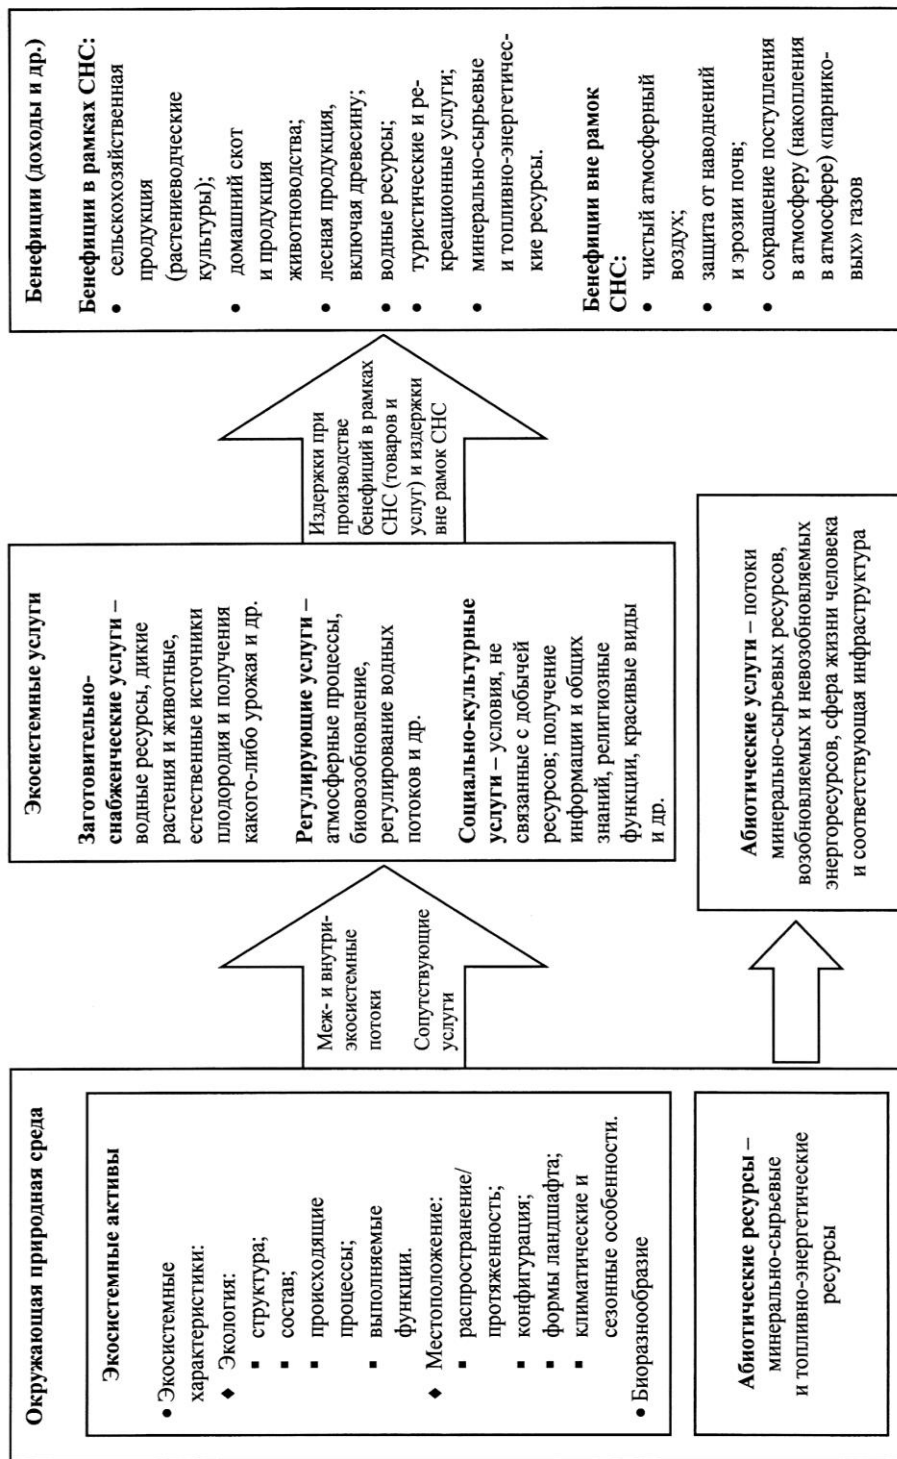 Окружающая природная среда
Экосистемные активы
● Экосистемные
характеристики:
♦ Экология:
▪ структура;
▪ состав;
▪ происходящие
процессы;
▪ выполняемые
функции.
♦ Местоположение:
▪ распространение/
протяженность;
▪ конфигурация;
▪ формы ландшафта;
▪ климатические и
сезонные особенности.
● Биоразнообразие
Абиотические ресурсы –
минерально-сырьевые
и топливно-энергетические
ресурсы
Меж- и внутри-
экосистемные
потоки
Сопутствующие
услуги
Экосистемные услуги
Заготовительно-
снабженческие услуги –
водные ресурсы, дикие
растения и животные,
естественные источники
плодородия и получения
какого-либо урожая и др.
Регулирующие услуги –
атмосферные процессы,
биовозобновление,
регулирование водных
потоков и др.
Социально-культурные
услуги – условия, не
связанные с добычей
ресурсов; получение
информации и общих
знаний, религиозные
функции, красивые виды
и др.
Абиотические услуги – потоки
минерально-сырьевых ресурсов,
возобновляемых и невозобновляемых
энергоресурсов, сфера жизни человека
и соответствующая инфраструктура
Издержки при
производстве
бенефиций в рамках
СНС (товаров и
услуг) и издержки
вне рамок СНС
Бенефиции (доходы и др.)
Бенефиции в рамках СНС:
● сельскохозяйственная
продукция
(растениеводческие
культуры);
● домашний скот
и продукция
животноводства;
● лесная продукция,
включая древесину;
● водные ресурсы;
● туристические и ре-
креационные услуги;
● минерально-сырьевые
и топливно-энергетичес-
кие ресурсы.
Бенефиции вне рамок
СНС:
● чистый атмосферный
воздух;
● защита от наводнений
и эрозии почв;
● сокращение поступления
в атмосферу (накопления
в атмосфере) «парнико-
вых» газов